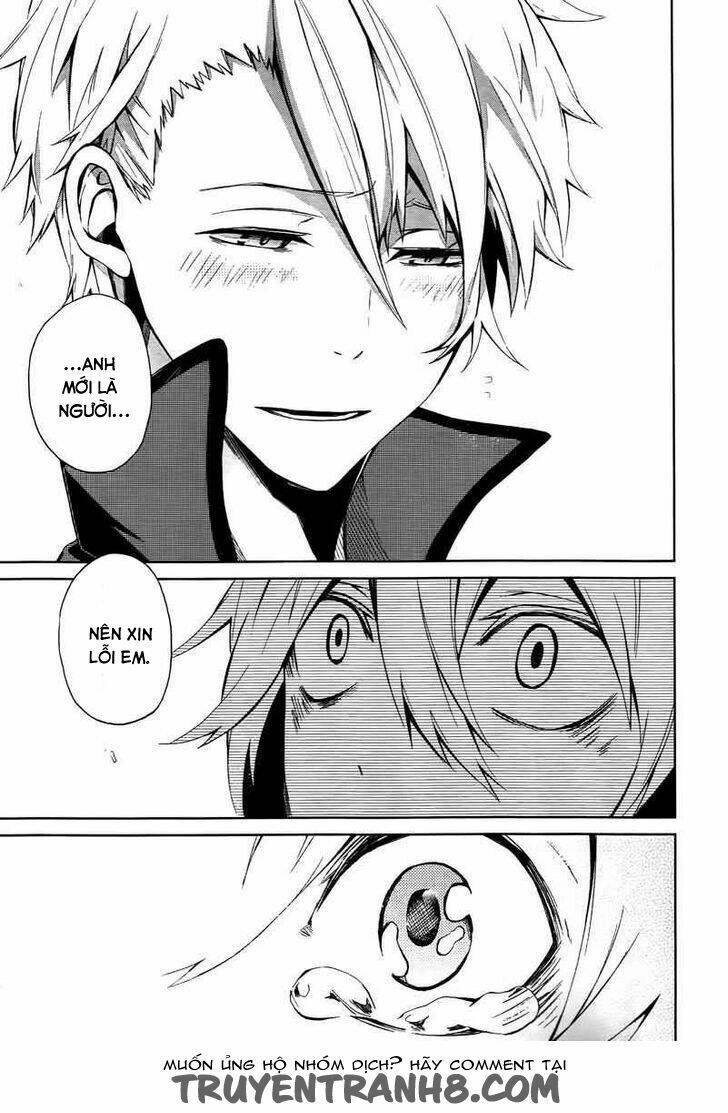 ...ANH
MỚI LÀ
NGƯỜI...
NÊN XIN
LỖI EM.
MUỐN ỦNG HỘ NHÓM DỊCH? HÃY COMMENT TẠI
TRUYENTRANH8.COM